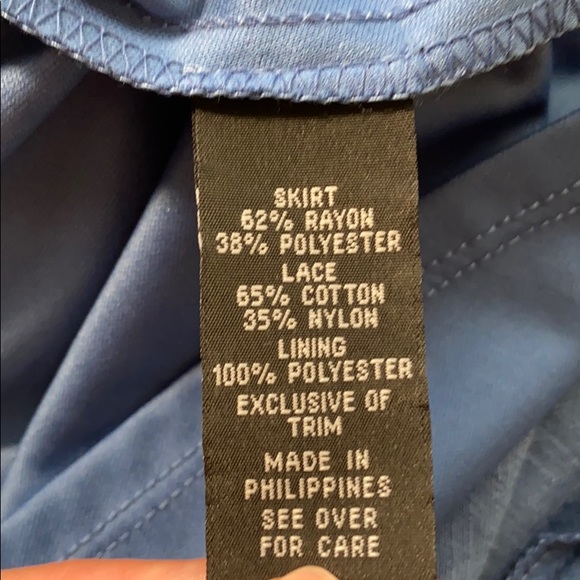 SKIRT
62% RAYON
38% POLYESTER
LACE
65% COTTON
35% NYLON
LINING
100% POLYESTER
EXCLUSIVE OF
TRIM
MADE IN
PHILIPPINES
SEE OVER
FOR CARE